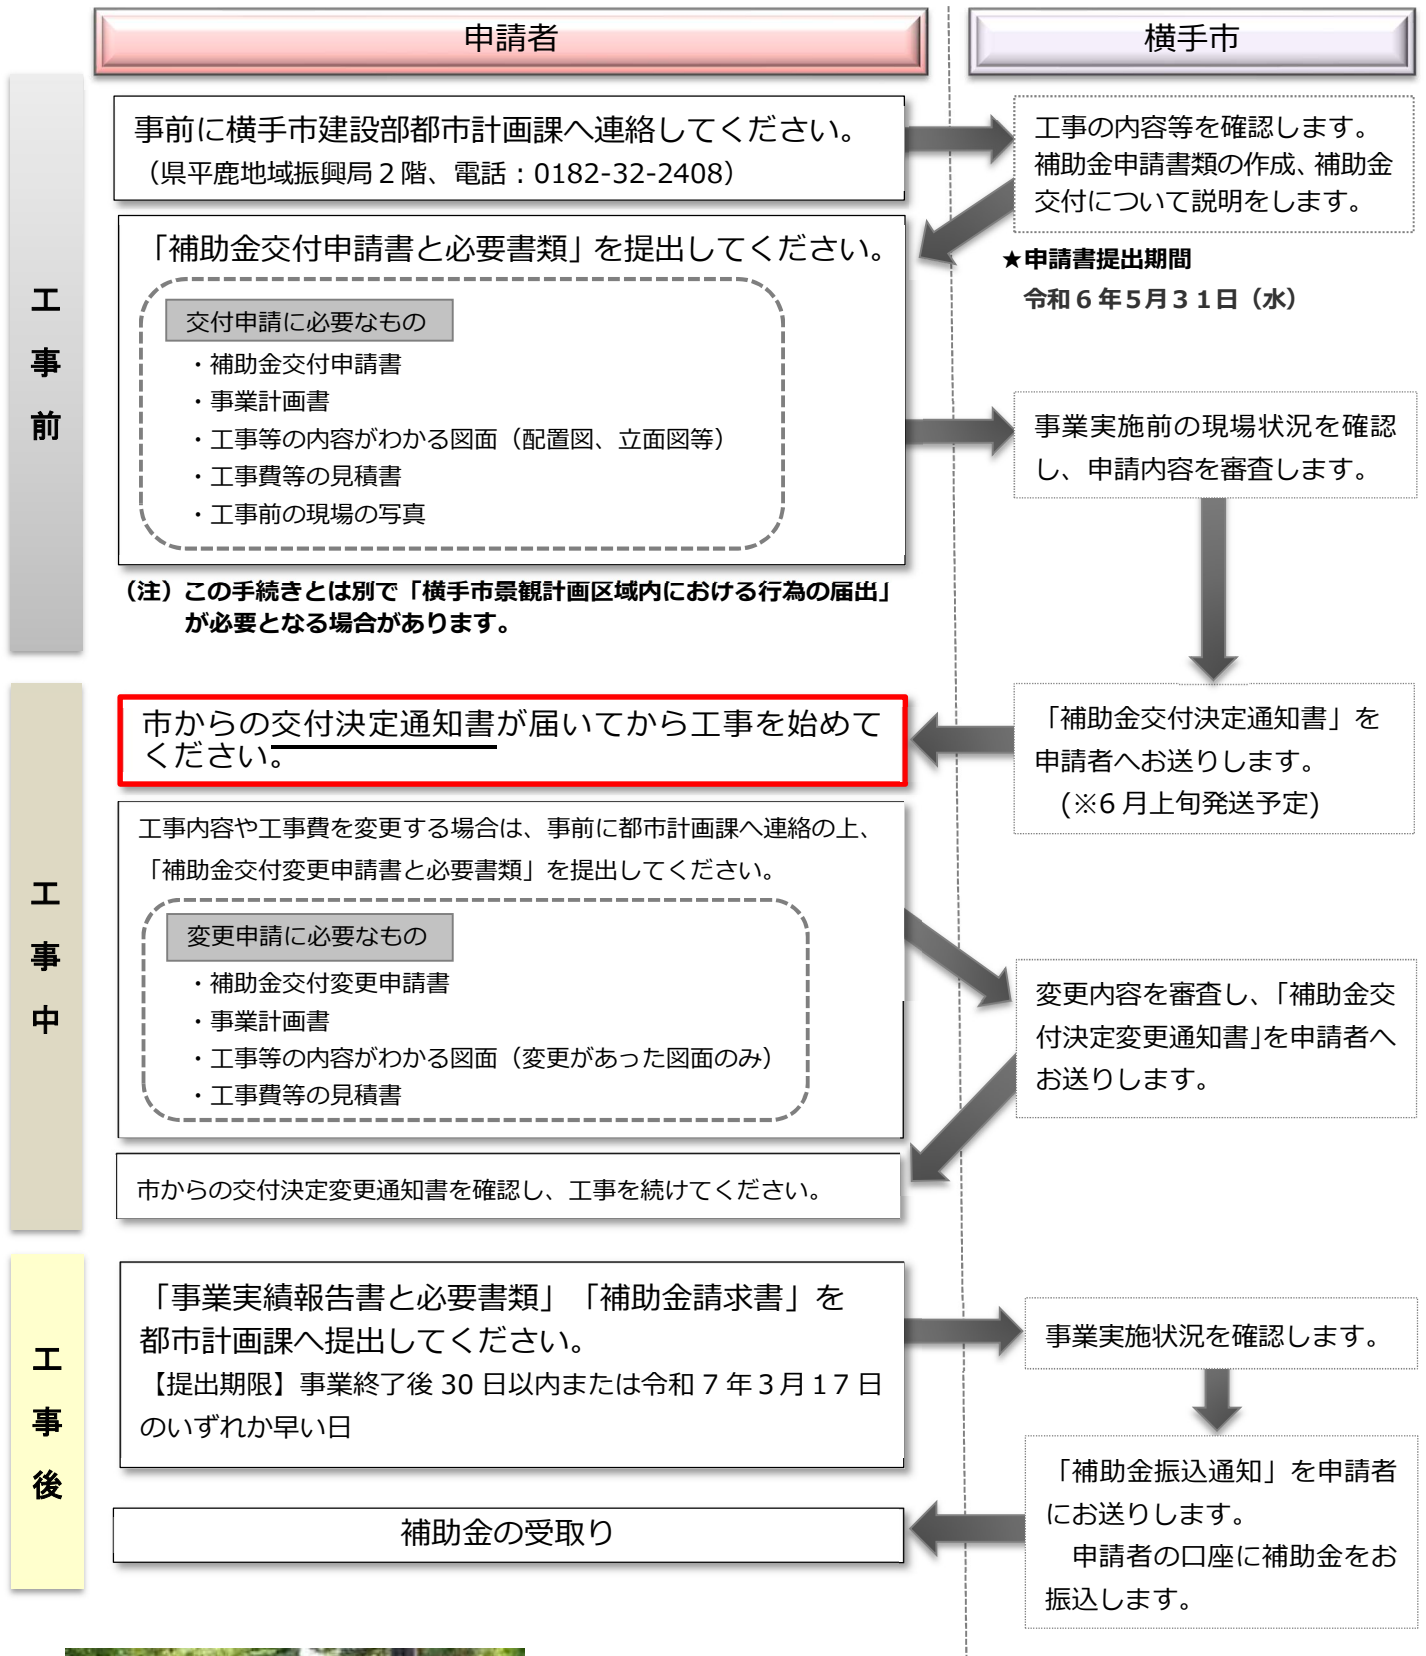 申請者
横手市
工事前
事前に横手市建設部都市計画課へ連絡してください。
（県平鹿地域振興局２階、電話：0182-32-2408）
工事の内容等を確認します。
補助金申請書類の作成、補助金
交付について説明をします。
「補助金交付申請書と必要書類」を提出してください。
★申請書提出期間
令和６年５月３１日（水）
交付申請に必要なもの
・補助金交付申請書
・事業計画書
・工事等の内容がわかる図面（配置図、立面図等）
・工事費等の見積書
・工事前の現場の写真
事業実施前の現場状況を確認
し、申請内容を審査します。
（注）この手続きとは別で「横手市景観計画区域内における行為の届出」
が必要となる場合があります。
工事中
市からの交付決定通知書が届いてから工事を始めて
ください。
「補助金交付決定通知書」を
申請者へお送りします。
(※6 月上旬発送予定)
工事内容や工事費を変更する場合は、事前に都市計画課へ連絡の上、
「補助金交付変更申請書と必要書類」を提出してください。
変更申請に必要なもの
・補助金交付変更申請書
・事業計画書
・工事等の内容がわかる図面（変更があった図面のみ）
・工事費等の見積書
変更内容を審査し、「補助金交
付決定変更通知書」を申請者へ
お送りします。
市からの交付決定変更通知書を確認し、工事を続けてください。
工事後
「事業実績報告書と必要書類」「補助金請求書」を
都市計画課へ提出してください。
【提出期限】事業終了後 30 日以内または令和７年３月１７日
のいずれか早い日
事業実施状況を確認します。
「補助金振込通知」を申請者
にお送りします。
申請者の口座に補助金をお
振込します。
補助金の受取り